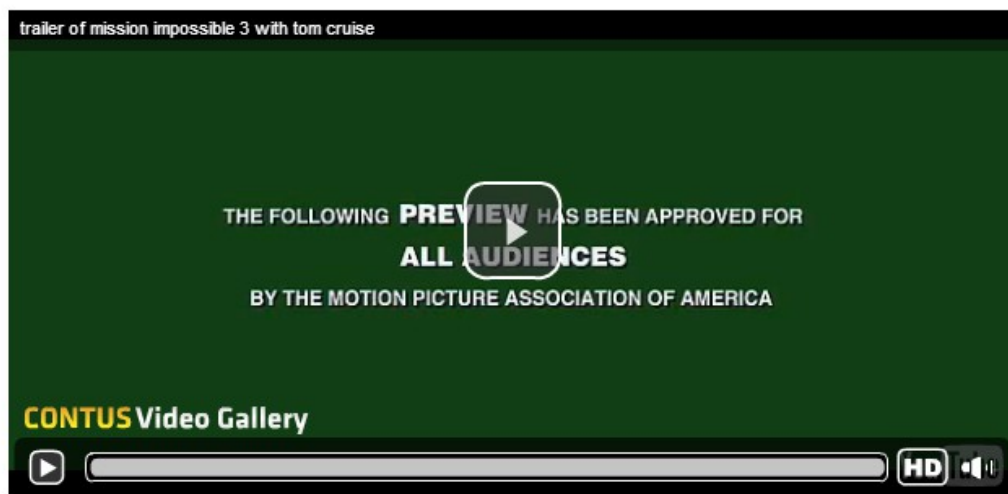 trailer of mission impossible 3 with tom cruise
THE FOLLOWING PREVIEW HAS BEEN APPROVED FOR
ALL AUDIENCES
BY THE MOTION PICTURE ASSOCIATION OF AMERICA
CONTUS Video Gallery
HD